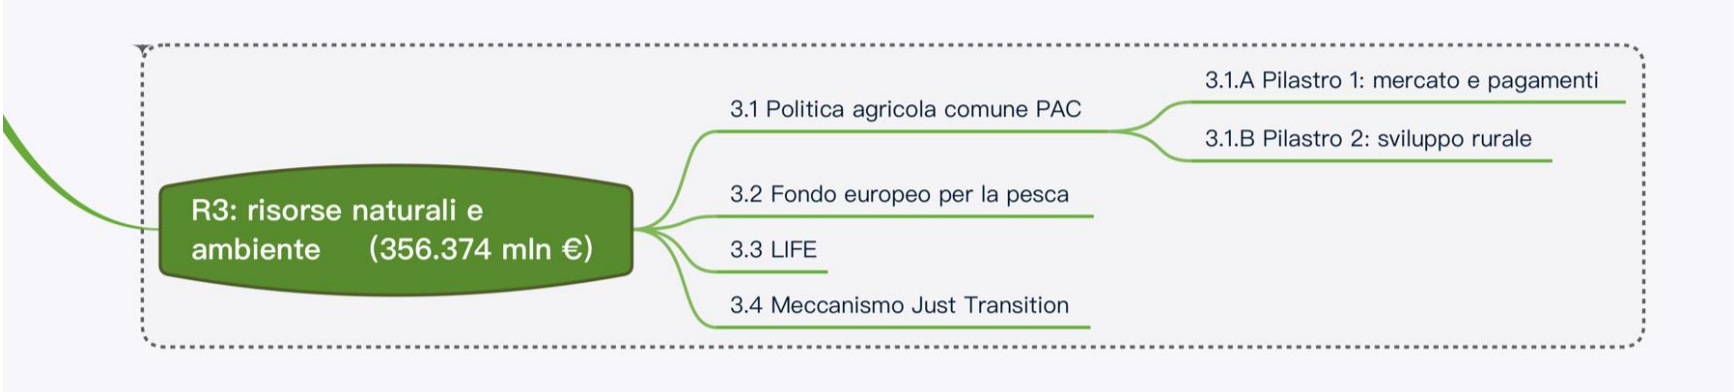 R3: risorse naturali e
ambiente (356.374 mln €)
3.1 Politica agricola comune PAC
3.1.A Pilastro 1: mercato e pagamenti
3.1.B Pilastro 2: sviluppo rurale
3.2 Fondo europeo per la pesca
3.3 LIFE
3.4 Meccanismo Just Transition